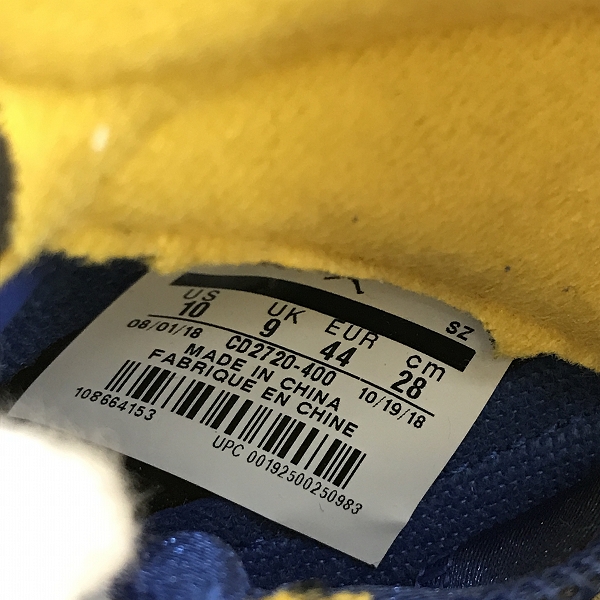 SZ
US UK EUR cm
10 9 44 28
08/01/18 CD2720-400 10/19/18
MADE IN CHINA
FABRIQUE EN CHINE
108664153
UPC 00192500250983